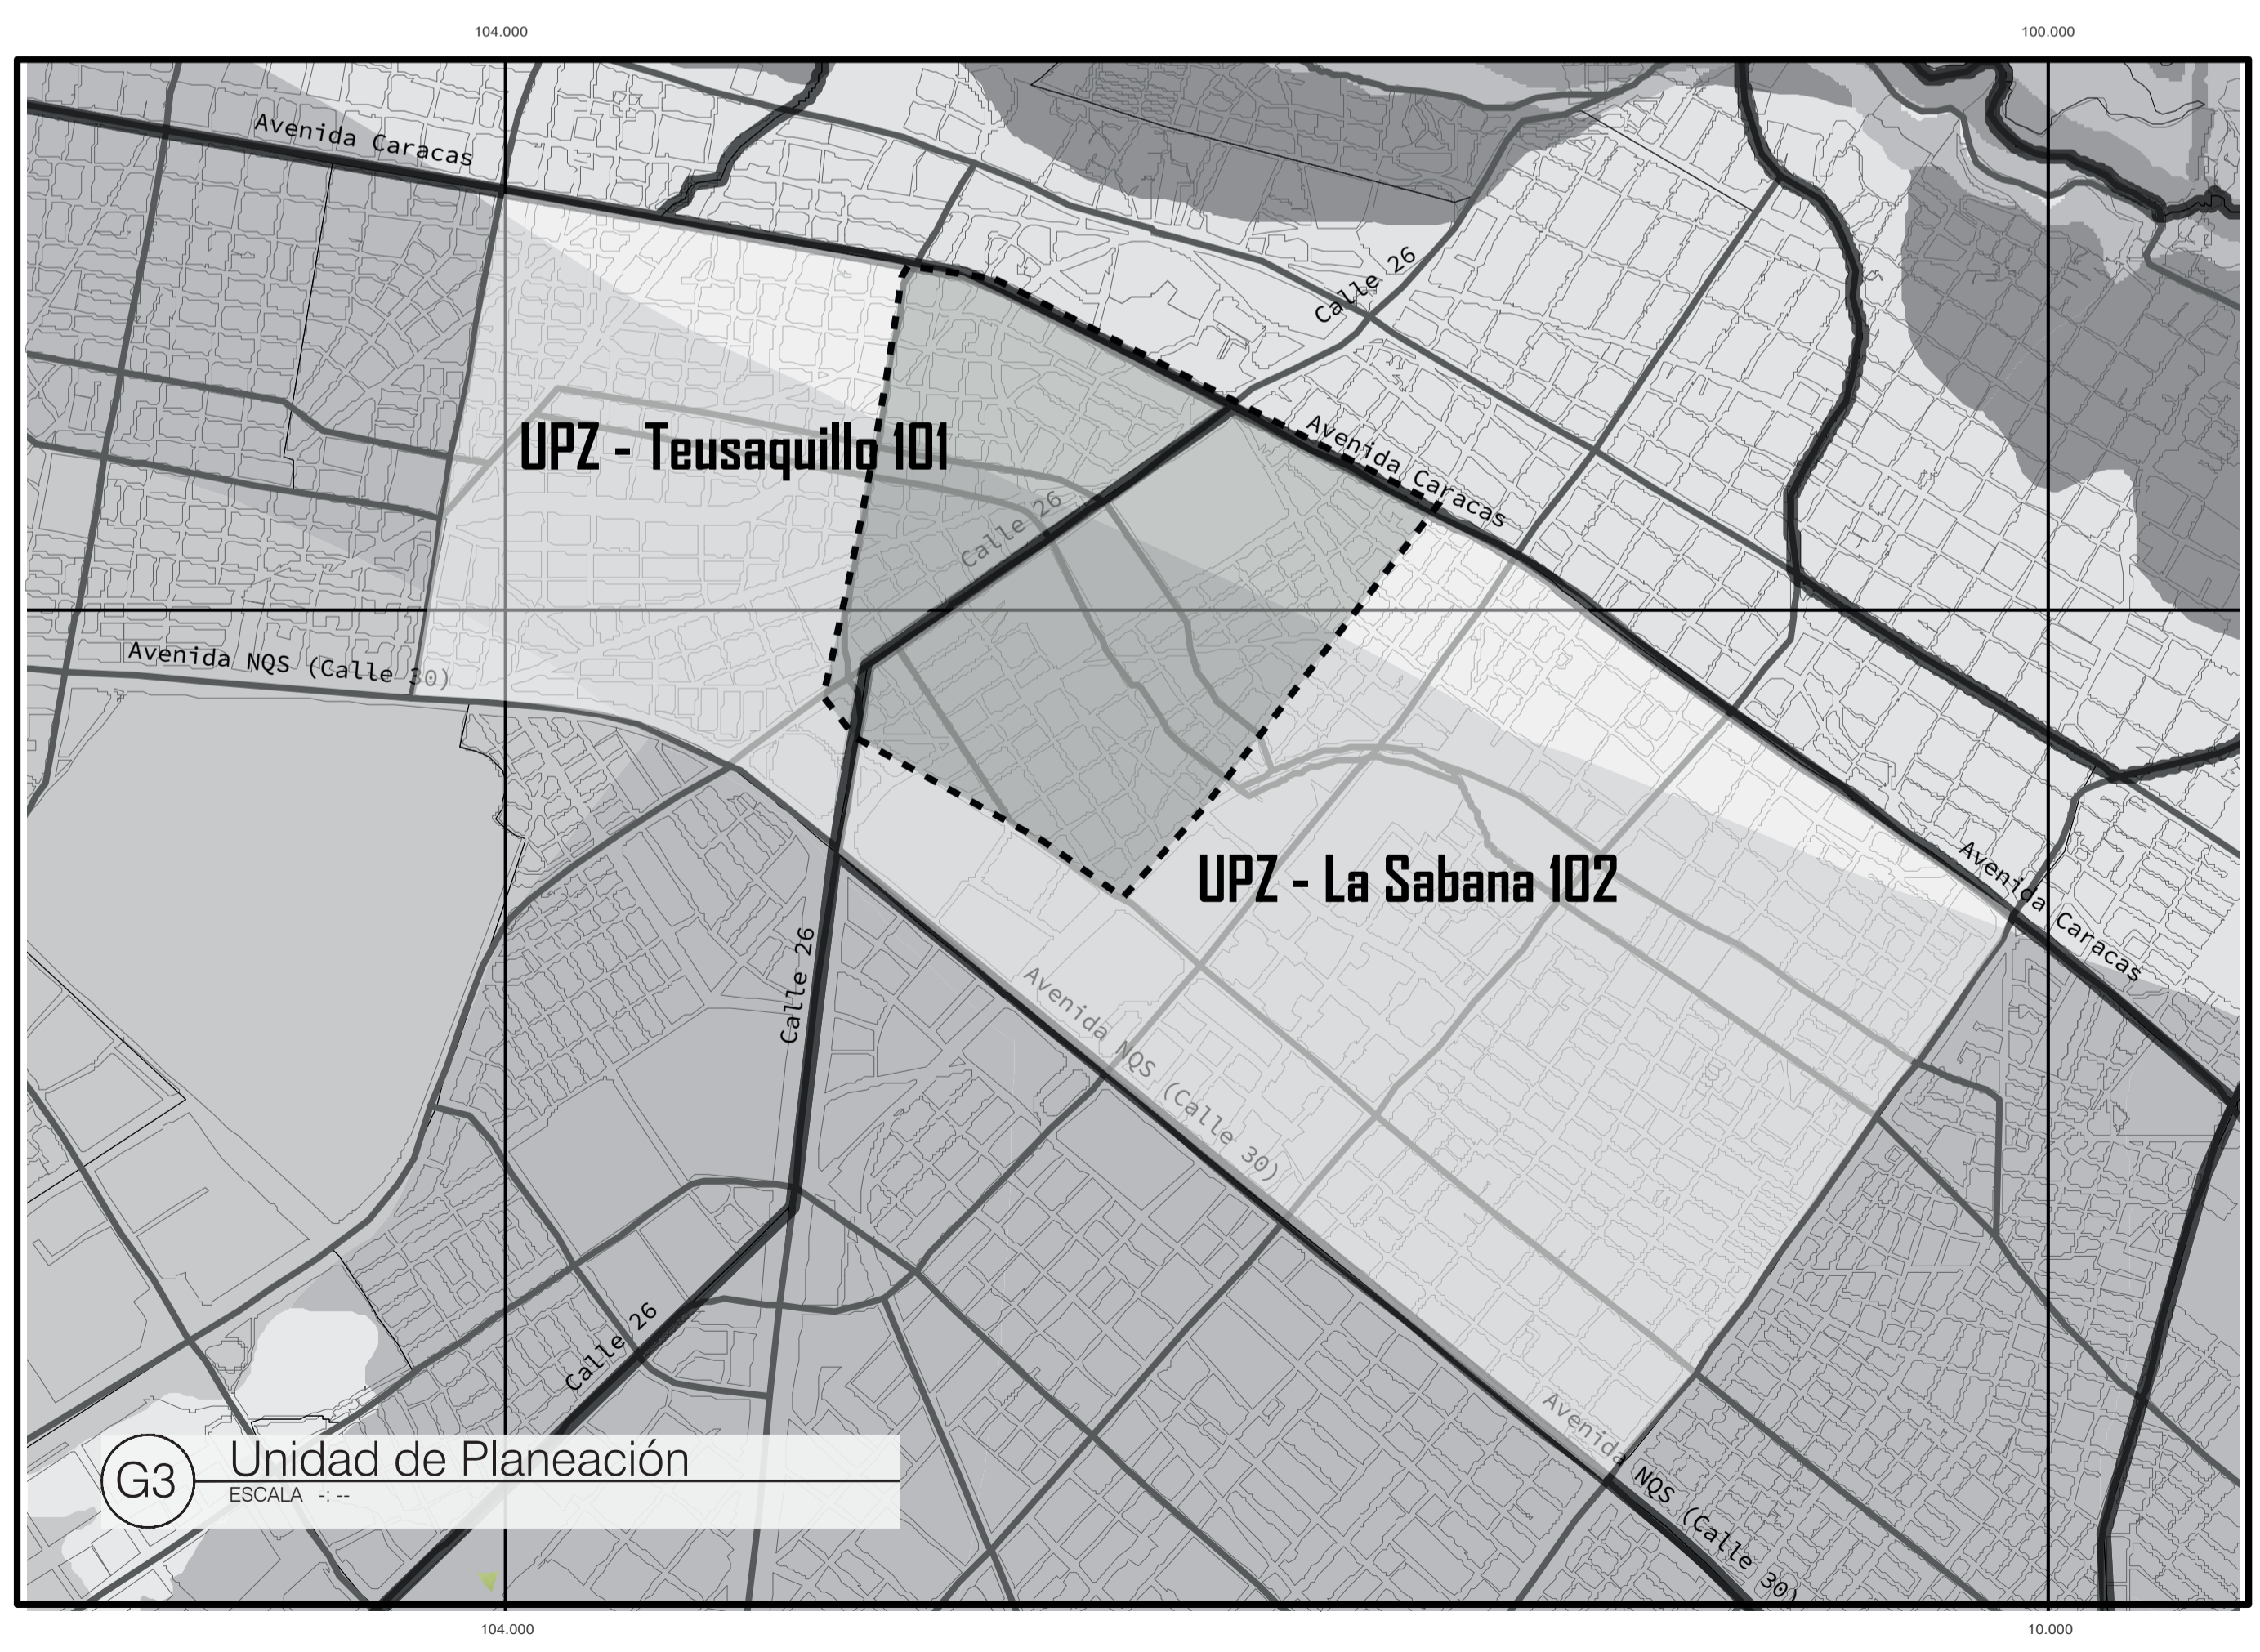 104.000 100.000
Avenida Caracas
Calle 26
UPZ - Teusaquillo 101
Avenida Caracas
Calle 26
Avenida NQS (Calle 30)
UPZ - La Sabana 102
Avenida Caracas
Calle 26
Avenida NQS (Calle 30)
Calle 26
Avenida NQS (Calle 30)
G3 Unidad de Planeación
ESCALA -: --
104.000 10.000